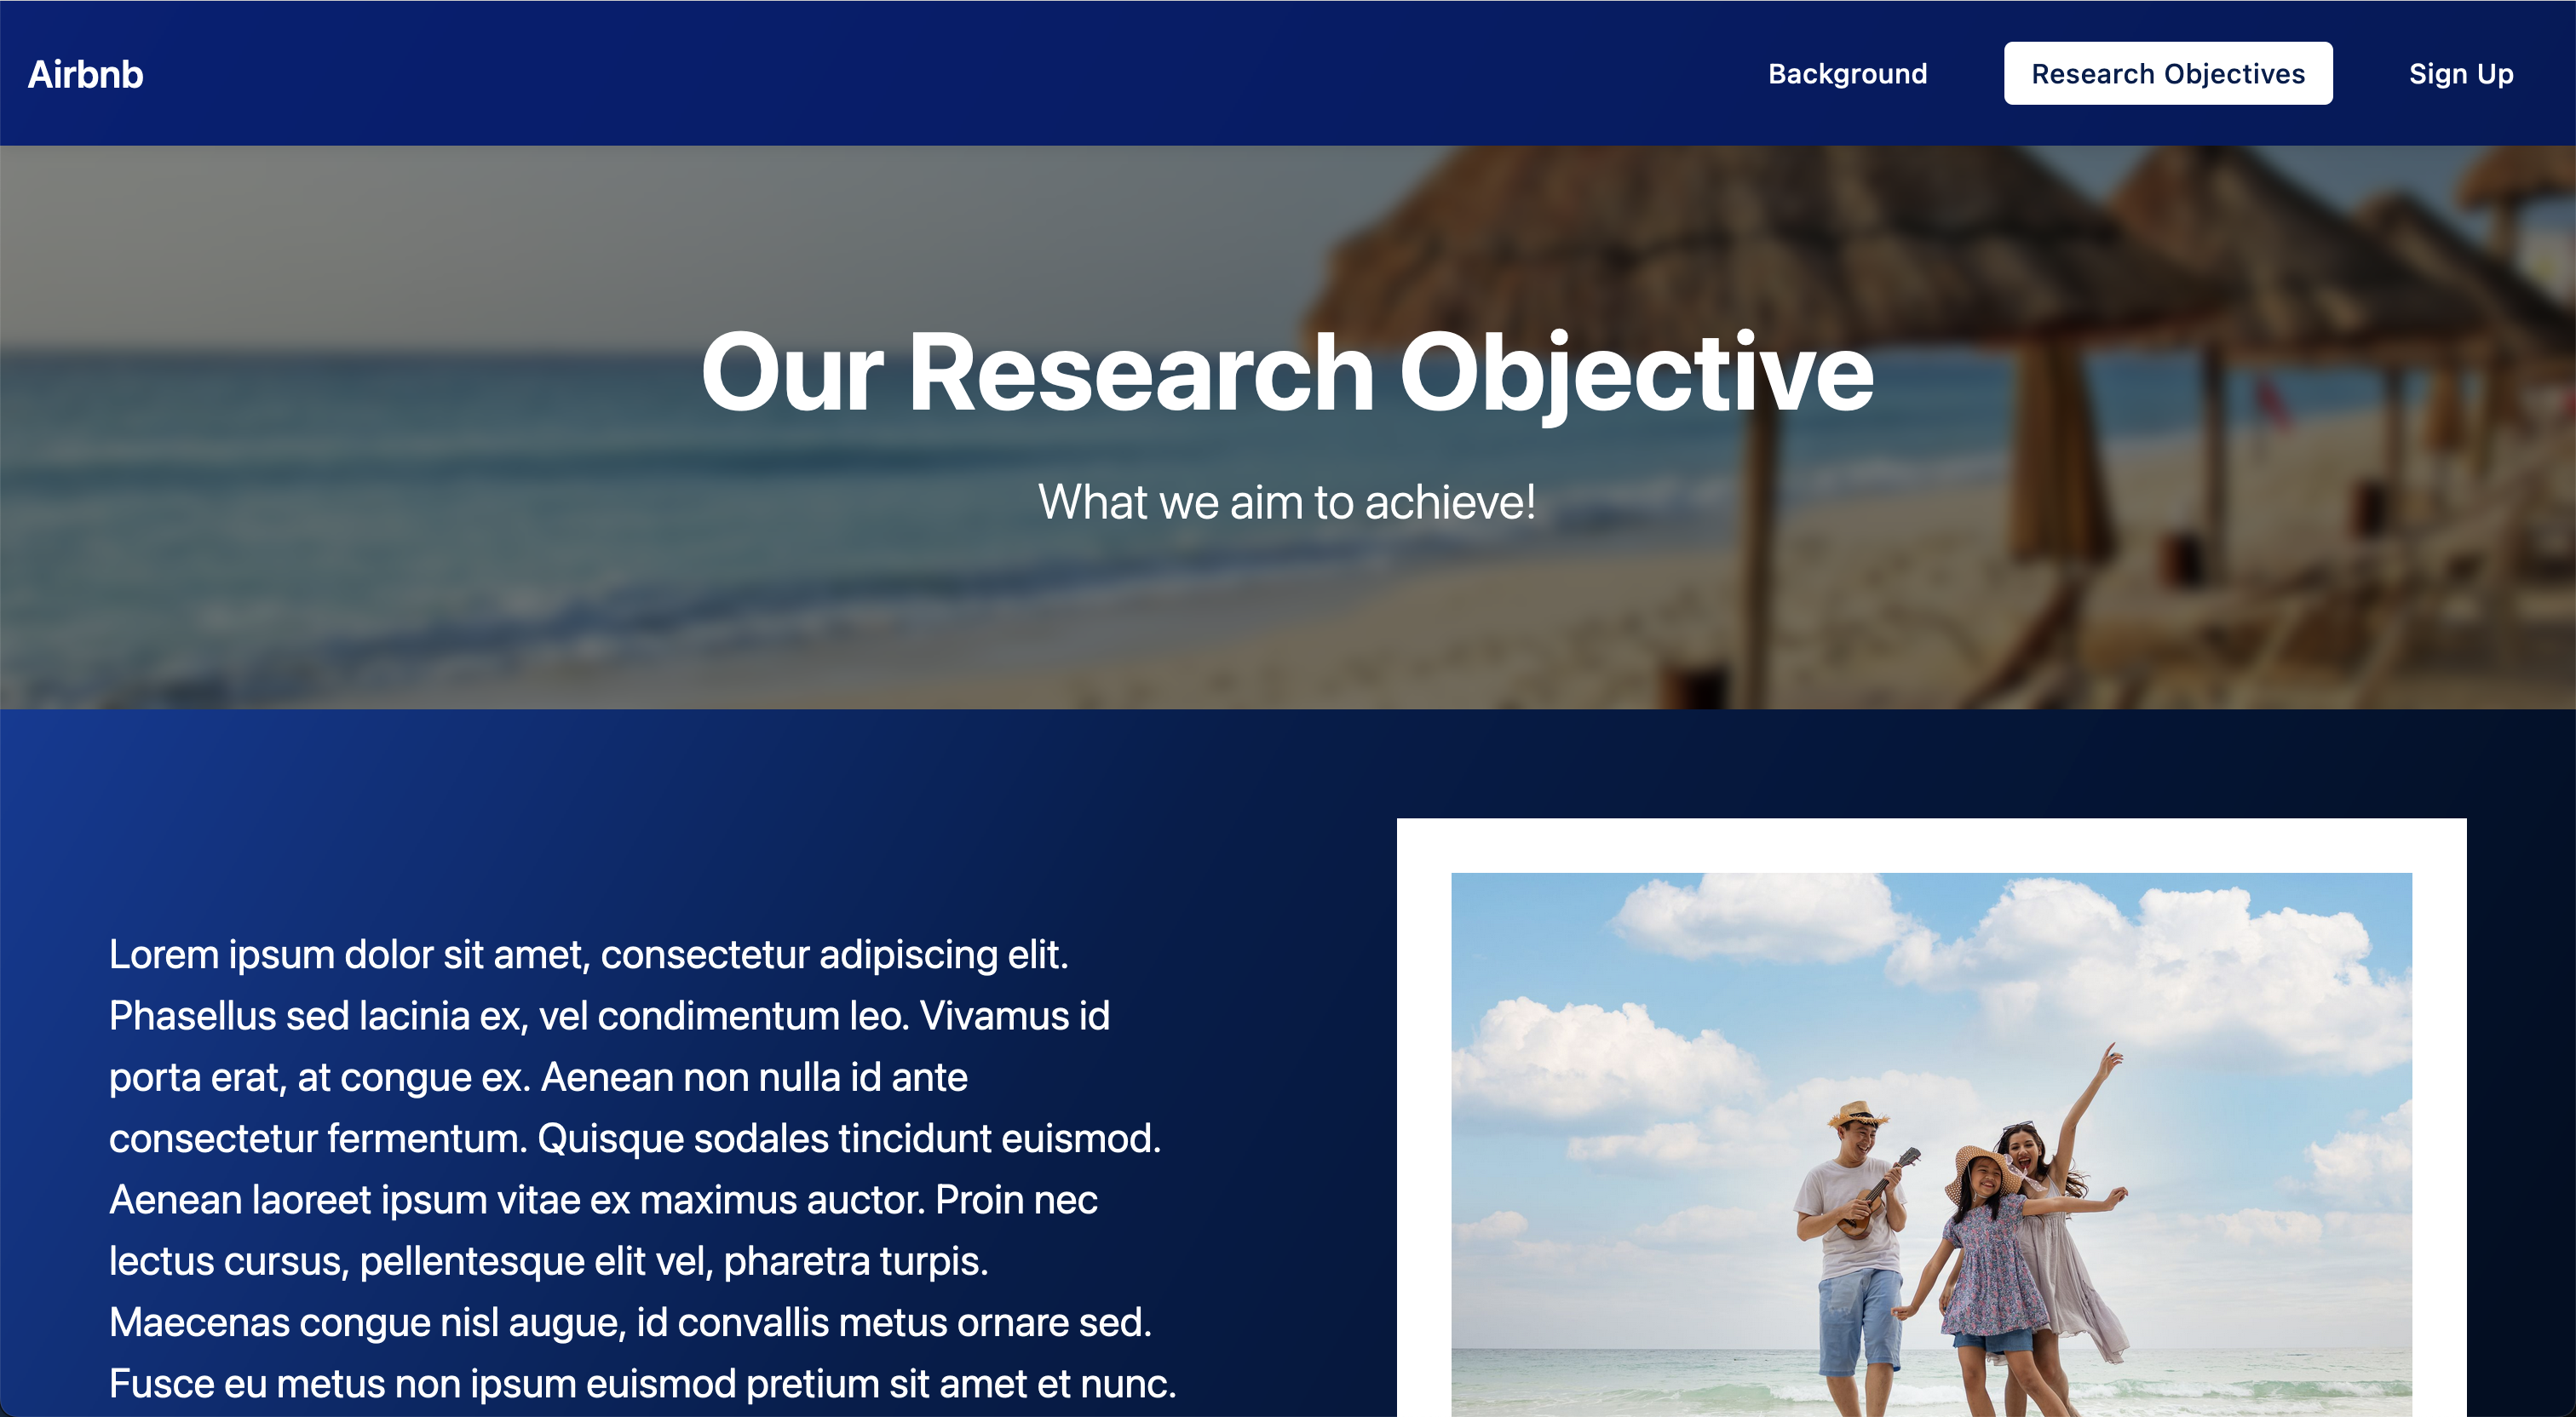 Airbnb
Background
Research Objectives
Sign Up
Our Research Objective
What we aim to achieve!
Lorem ipsum dolor sit amet, consectetur adipiscing elit.
Phasellus sed lacinia ex, vel condimentum leo. Vivamus id
porta erat, at congue ex. Aenean non nulla id ante
consectetur fermentum. Quisque sodales tincidunt euismod.
Aenean laoreet ipsum vitae ex maximus auctor. Proin nec
lectus cursus, pellentesque elit vel, pharetra turpis.
Maecenas congue nisl augue, id convallis metus ornare sed.
Fusce eu metus non ipsum euismod pretium sit amet et nunc.